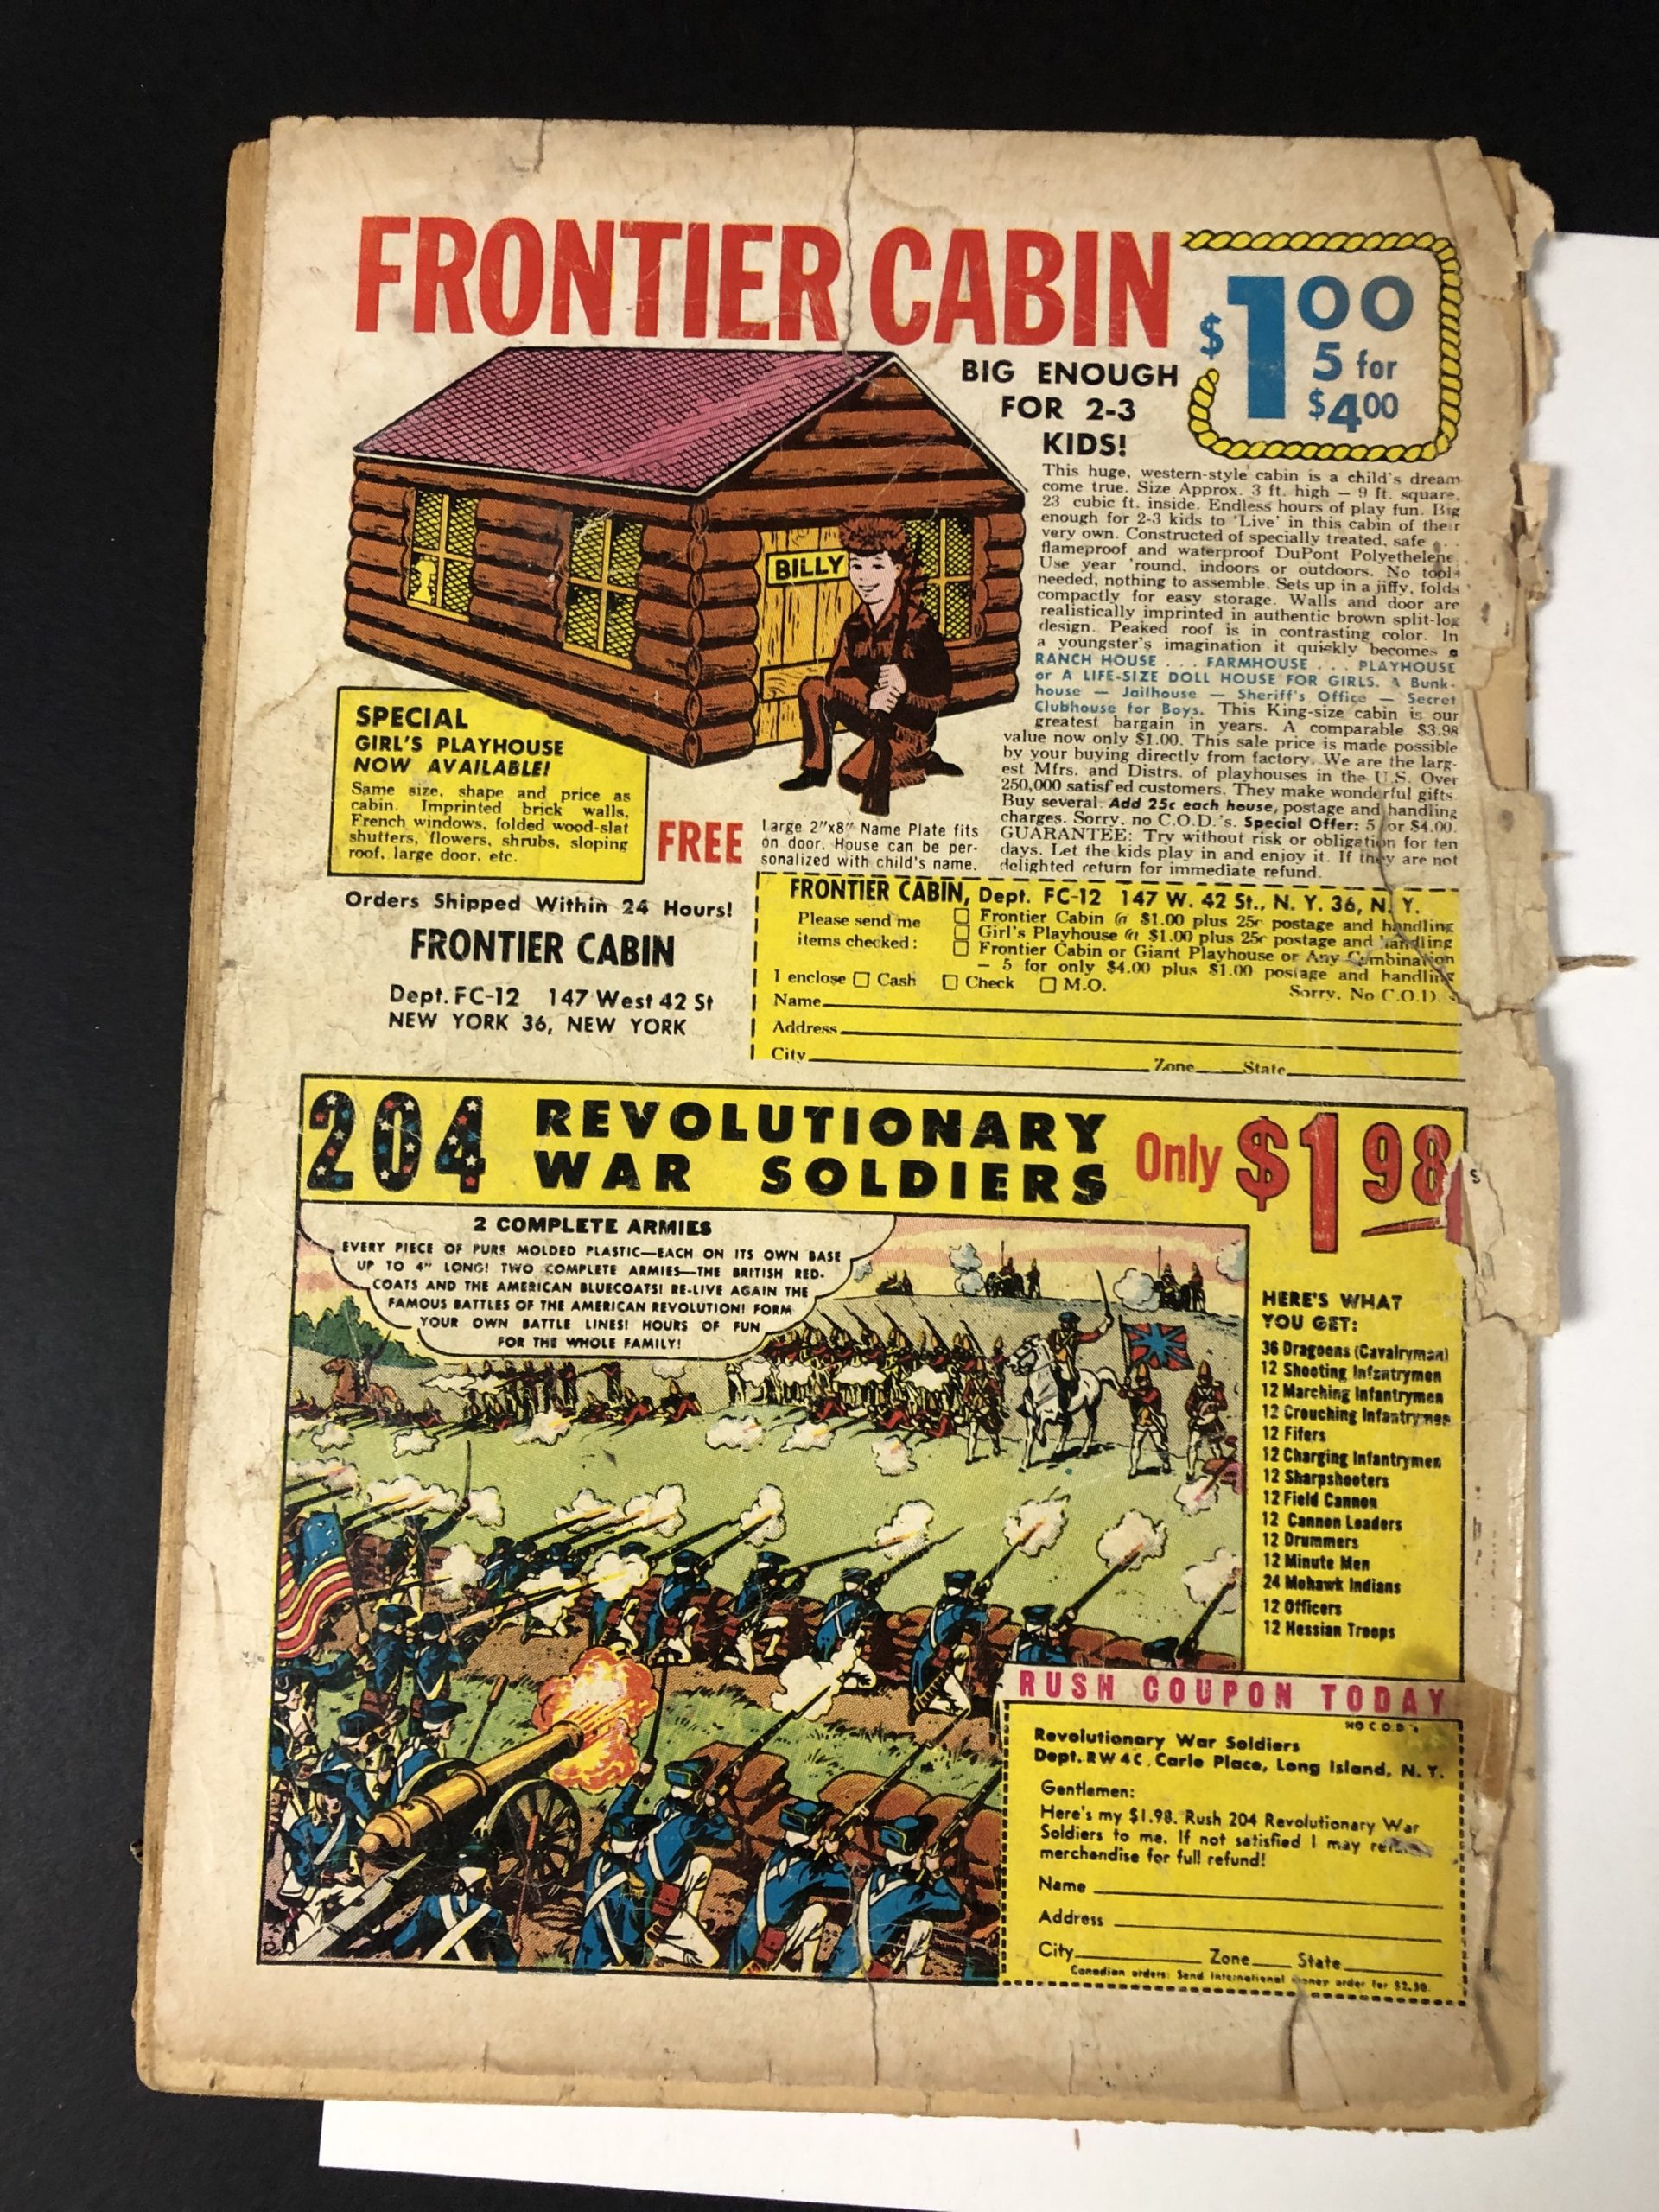 FRONTIER CABIN
$1.00
5 for
$4.00
BIG ENOUGH
FOR 2-3
KIDS!
BILLY
This huge, western-style cabin is a child's dream
come true. Size Approx. 3 ft. high — 9 ft. square,
23 cubic ft. inside. Endless hours of play fun. Big
enough for 2-3 kids to 'Live' in this cabin of their
very own. Constructed of specially treated, safe . . .
flameproof and waterproof DuPont Polyethelene.
Use year 'round, indoors or outdoors. No tools
needed, nothing to assemble. Sets up in a jiffy, folds
compactly for easy storage. Walls and door are
realistically imprinted in authentic brown split-log
design. Peaked roof is in contrasting color. In
a youngster's imagination it quickly becomes a
RANCH HOUSE . . . FARMHOUSE . . . PLAYHOUSE
or A LIFE-SIZE DOLL HOUSE FOR GIRLS. A Bunk-
house — Jailhouse — Sheriff's Office — Secret
Clubhouse for Boys. This King-size cabin is our
greatest bargain in years. A comparable $3.98
value now only $1.00. This sale price is made possible
by your buying directly from factory. We are the larg-
est Mfrs. and Distrs. of playhouses in the U.S. Over
250,000 satisfied customers. They make wonderful gifts.
Buy several. Add 25c each house, postage and handling
charges. Sorry, no C.O.D.'s. Special Offer: 5 for $4.00.
GUARANTEE: Try without risk or obligation for ten
days. Let the kids play in and enjoy it. If they are not
delighted return for immediate refund.
SPECIAL
GIRL'S PLAYHOUSE
NOW AVAILABLE!
Same size, shape and price as
cabin. Imprinted brick walls,
French windows, folded wood-slat
shutters, flowers, shrubs, sloping
roof, large door, etc.
FREE
Large 2"x8" Name Plate fits
on door. House can be per-
sonalized with child's name.
Orders Shipped Within 24 Hours!
FRONTIER CABIN
Dept. FC-12 147 West 42 St
NEW YORK 36, NEW YORK
FRONTIER CABIN, Dept. FC-12 147 W. 42 St., N. Y. 36, N. Y.
Please send me
items checked:
☐ Frontier Cabin @ $1.00 plus 25c postage and handling
☐ Girl's Playhouse @ $1.00 plus 25c postage and handling
☐ Frontier Cabin or Giant Playhouse or Any Combination
— 5 for only $4.00 plus $1.00 postage and handling
I enclose ☐ Cash ☐ Check ☐ M.O. Sorry. No C.O.D.
Name
Address
City Zone State
204 REVOLUTIONARY
WAR SOLDIERS
Only $1.98
2 COMPLETE ARMIES
EVERY PIECE OF PURE MOLDED PLASTIC—EACH ON ITS OWN BASE
UP TO 4" LONG! TWO COMPLETE ARMIES—THE BRITISH RED-
COATS AND THE AMERICAN BLUECOATS! RE-LIVE AGAIN THE
FAMOUS BATTLES OF THE AMERICAN REVOLUTION! FORM
YOUR OWN BATTLE LINES! HOURS OF FUN
FOR THE WHOLE FAMILY!
HERE'S WHAT
YOU GET:
36 Dragoons (Cavalryman)
12 Shooting Infantrymen
12 Marching Infantrymen
12 Crouching Infantrymen
12 Fifers
12 Charging Infantrymen
12 Sharpshooters
12 Field Cannon
12 Cannon Leaders
12 Drummers
12 Minute Men
24 Mohawk Indians
12 Officers
12 Hessian Troops
RUSH COUPON TODAY
NO C.O.D.'s
Revolutionary War Soldiers
Dept. RW 4C, Carle Place, Long Island, N. Y.
Gentlemen:
Here's my $1.98. Rush 204 Revolutionary War
Soldiers to me. If not satisfied I may
merchandise for full refund!
Name
Address
City Zone State
Canadian orders: Send International money order for $2.50.